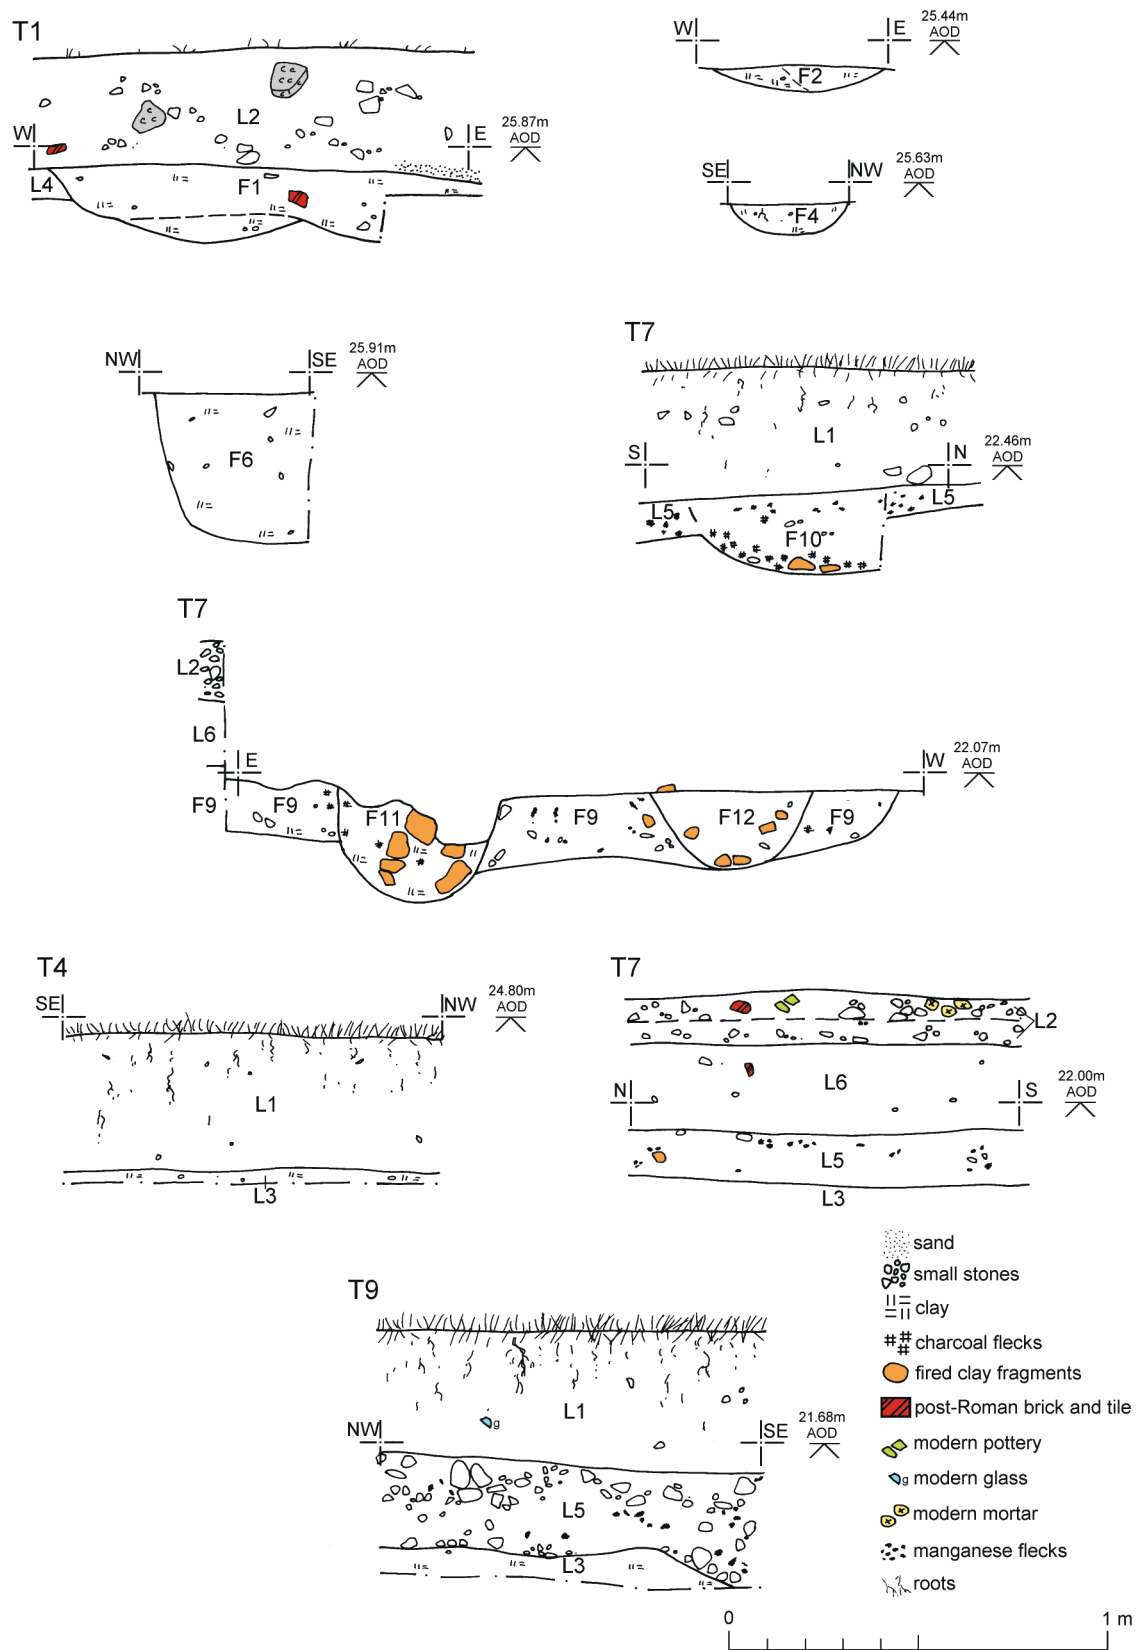 T1
W
E
25.87m
AOD
L2
L4
F1
W
E
25.44m
AOD
F2
SE
NW
25.63m
AOD
F4
NW
SE
25.91m
AOD
F6
T7
L1
S
N
22.46m
AOD
L5
L5
F10
T7
L2
L6
E
W
22.07m
AOD
F9
F9
F11
F9
F12
F9
T4
SE
NW
24.80m
AOD
L1
L3
T7
L2
L6
N
S
22.00m
AOD
L5
L3
T9
L1
g
NW
SE
21.68m
AOD
L5
L3
sand
small stones
clay
charcoal flecks
fired clay fragments
post-Roman brick and tile
modern pottery
g modern glass
modern mortar
manganese flecks
roots
0 1 m